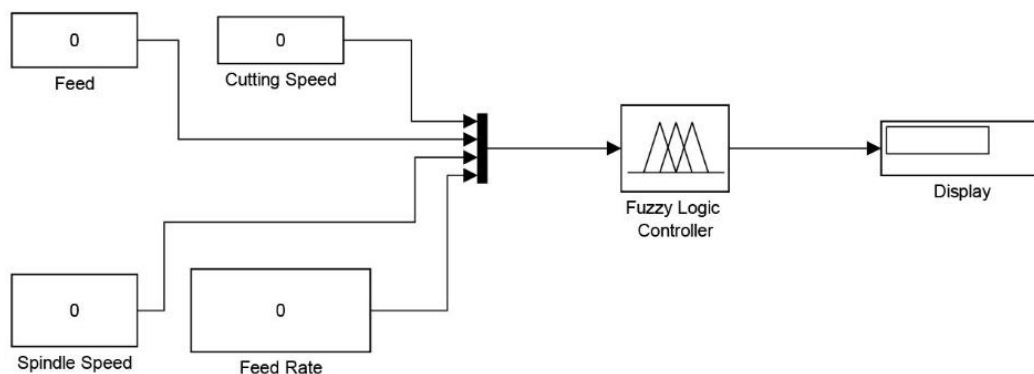 0
Feed
0
Cutting Speed
Fuzzy Logic
Controller
Display
0
Spindle Speed
0
Feed Rate